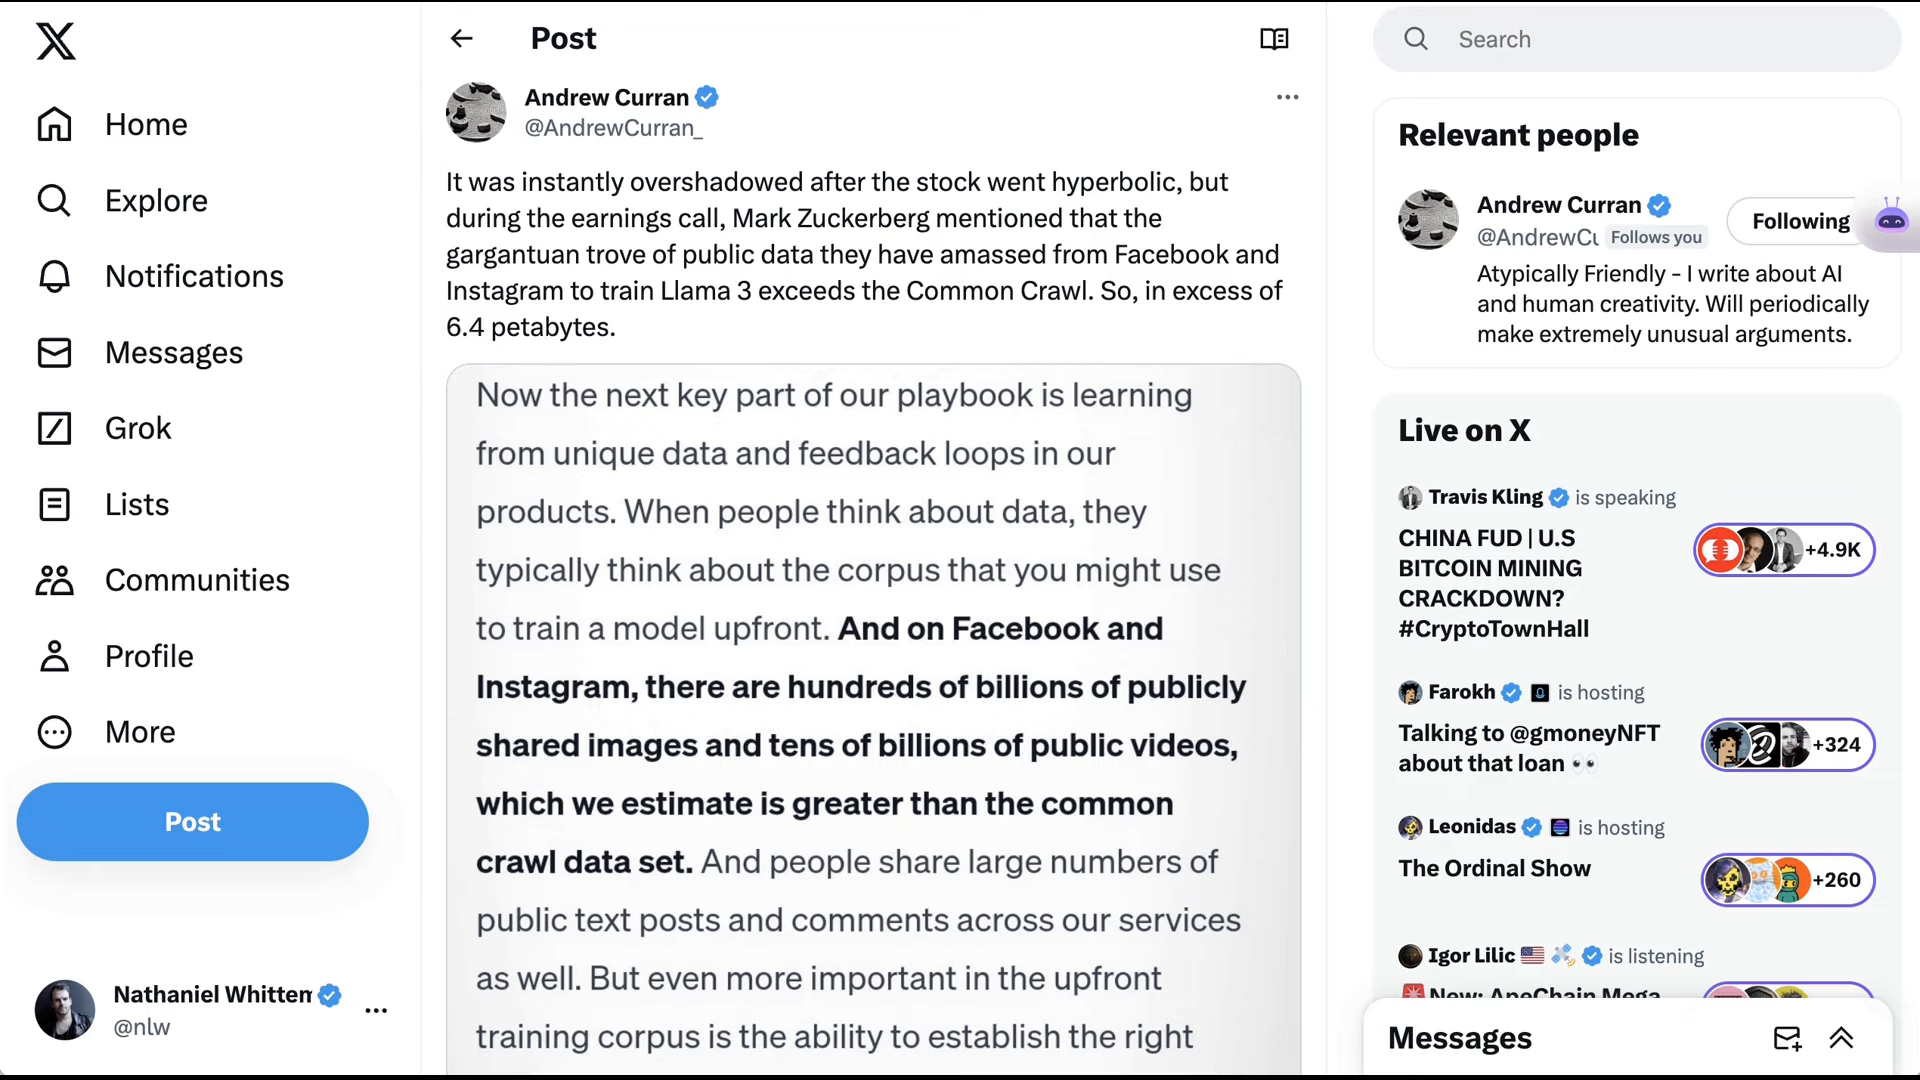 Home
Explore
Notifications
Messages
Grok
Lists
Communities
Profile
More
Post
Nathaniel Whittem
@nlw
Post
Andrew Curran
@AndrewCurran_
It was instantly overshadowed after the stock went hyperbolic, but
during the earnings call, Mark Zuckerberg mentioned that the
gargantuan trove of public data they have amassed from Facebook and
Instagram to train Llama 3 exceeds the Common Crawl. So, in excess of
6.4 petabytes.
Now the next key part of our playbook is learning
from unique data and feedback loops in our
products. When people think about data, they
typically think about the corpus that you might use
to train a model upfront. And on Facebook and
Instagram, there are hundreds of billions of publicly
shared images and tens of billions of public videos,
which we estimate is greater than the common
crawl data set. And people share large numbers of
public text posts and comments across our services
as well. But even more important in the upfront
training corpus is the ability to establish the right
Search
Relevant people
Andrew Curran
@AndrewCu Follows you
Following
Atypically Friendly - I write about AI
and human creativity. Will periodically
make extremely unusual arguments.
Live on X
Travis Kling is speaking
CHINA FUD | U.S
BITCOIN MINING
CRACKDOWN?
#CryptoTownHall
+4.9K
Farokh is hosting
Talking to @gmoneyNFT
about that loan 👀
+324
Leonidas is hosting
The Ordinal Show
+260
Igor Lilic 🇺🇸 🛰️ is listening
🚨New: ApeChain Mega
Messages